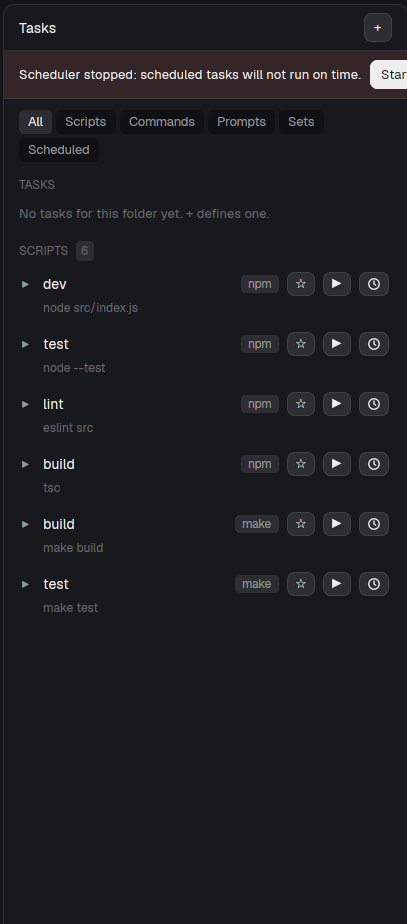 Tasks
+
Scheduler stopped: scheduled tasks will not run on time. Star
All Scripts Commands Prompts Sets
Scheduled
TASKS
No tasks for this folder yet. + defines one.
SCRIPTS 6
dev npm
node src/index.js
test npm
node --test
lint npm
eslint src
build npm
tsc
build make
make build
test make
make test